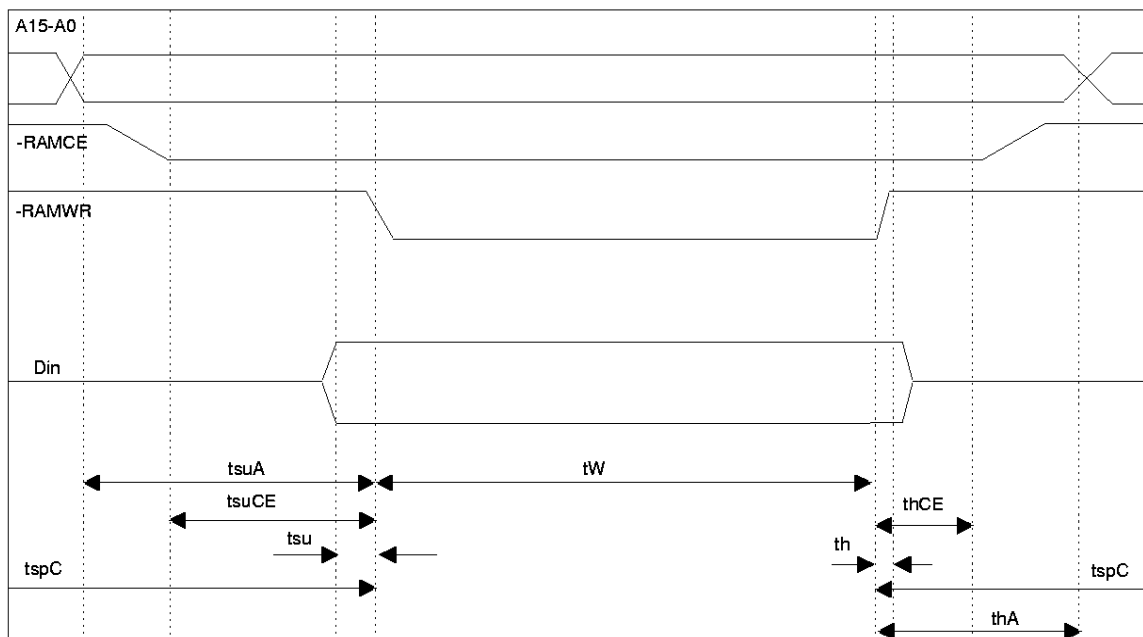 A15-A0
-RAMCE
-RAMWR
Din
tsuA
tW
tsuCE
thCE
tsu
th
tspC
tspC
thA